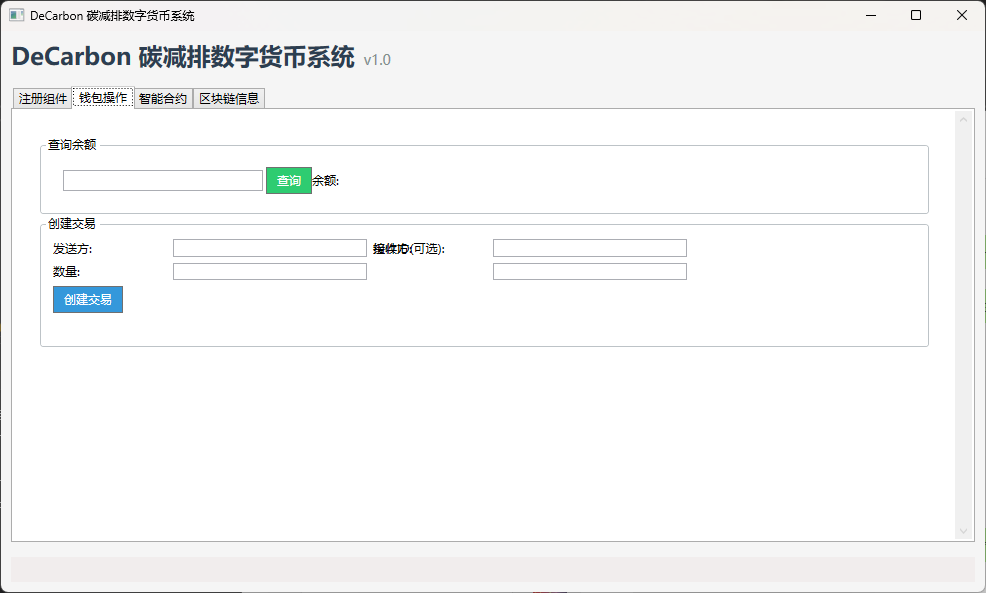 DeCarbon 碳减排数字货币系统
DeCarbon 碳减排数字货币系统 v1.0
注册组件 钱包操作 智能合约 区块链信息
查询余额
查询 余额:
创建交易
发送方: (可选):
数量:
创建交易